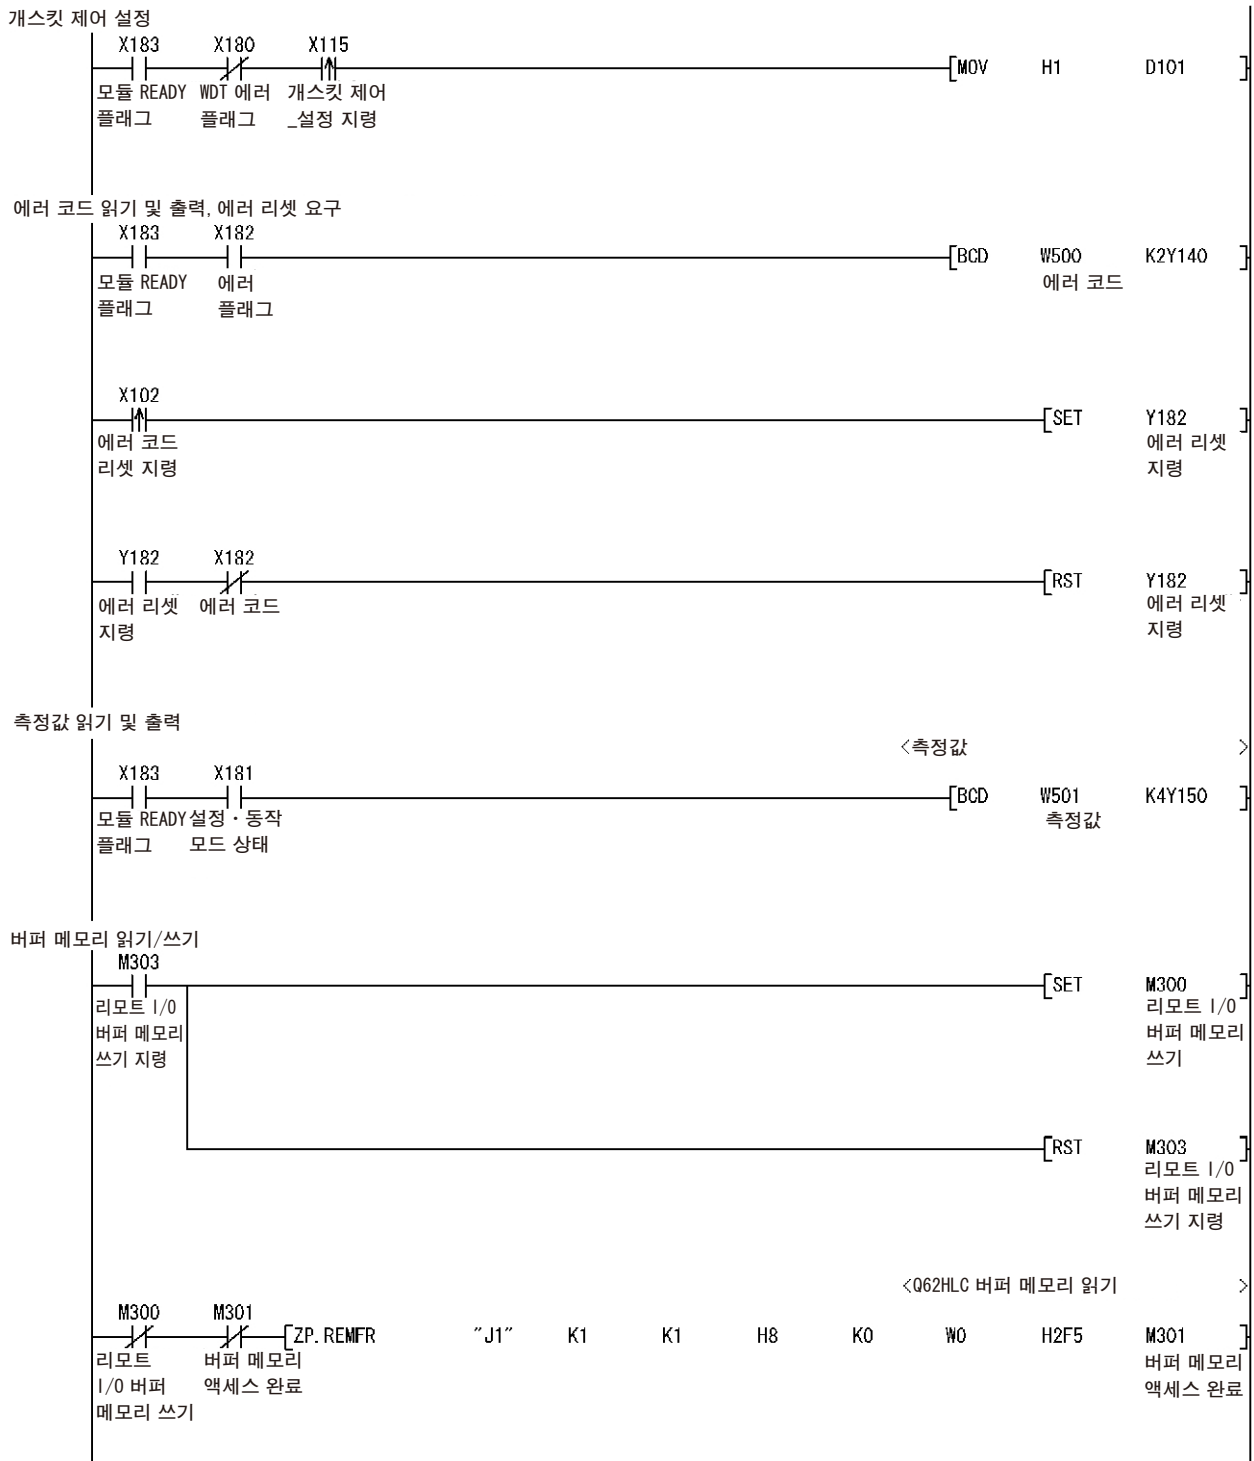 개스킷 제어 설정
X183 X180 X115
MOV H1 D101
모듈 READY WDT 에러 개스킷 제어
플래그 플래그 _설정 지령
에러 코드 읽기 및 출력, 에러 리셋 요구
X183 X182
BCD W500 K2Y140
모듈 READY 에러 에러 코드
플래그 플래그
X102
SET Y182
에러 코드 에러 리셋
리셋 지령 지령
Y182 X182
RST Y182
에러 리셋 에러 코드 에러 리셋
지령 지령
측정값 읽기 및 출력
<측정값 >
X183 X181
BCD W501 K4Y150
모듈 READY 설정・동작 측정값
플래그 모드 상태
버퍼 메모리 읽기/쓰기
M303
SET M300
리모트 I/O 리모트 I/O
버퍼 메모리 버퍼 메모리
쓰기 지령 쓰기
RST M303
리모트 I/O
버퍼 메모리
쓰기 지령
<Q62HLC 버퍼 메모리 읽기 >
M300 M301
ZP.REMFR "J1" K1 K1 H8 K0 W0 H2F5 M301
리모트 버퍼 메모리 버퍼 메모리
I/O 버퍼 액세스 완료 액세스 완료
메모리 쓰기